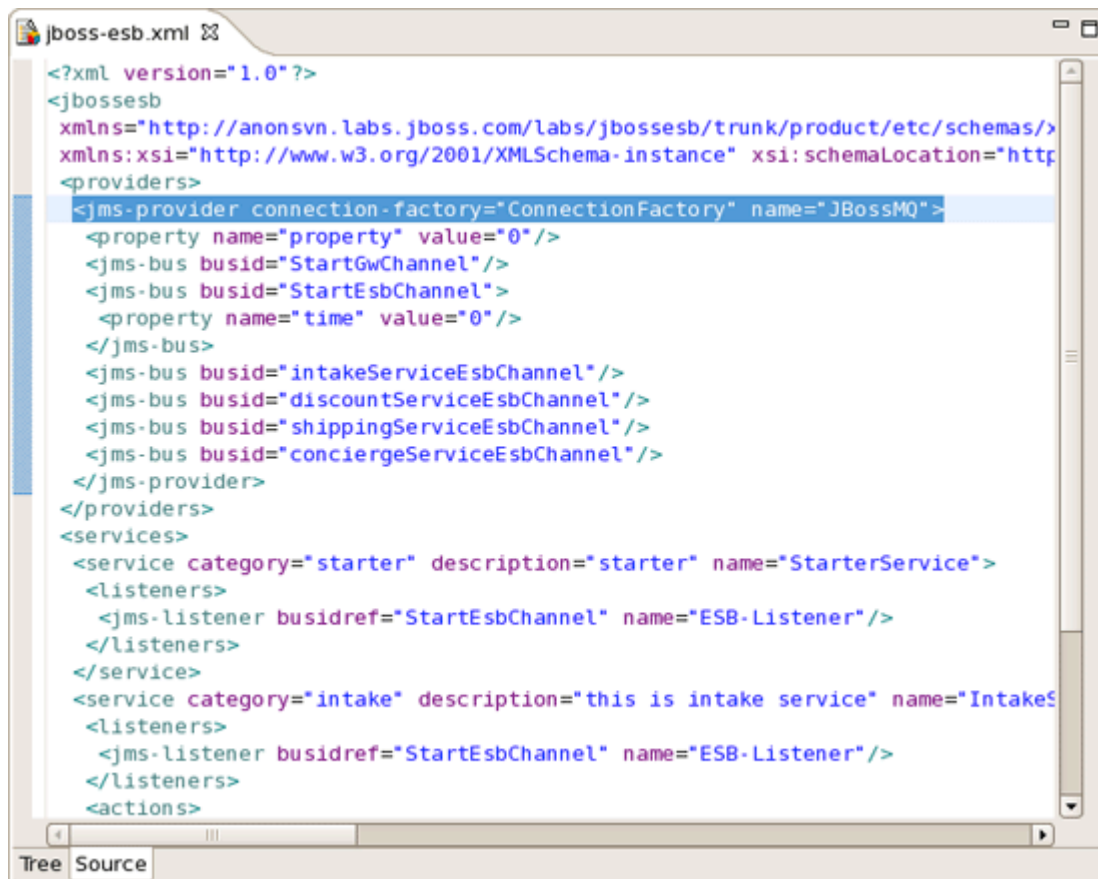 jboss-esb.xml
<?xml version="1.0"?>
<jbossesb
xmlns="http://anonsvn.labs.jboss.com/labs/jbossesb/trunk/product/etc/schemas/x
xmlns:xsi="http://www.w3.org/2001/XMLSchema-instance" xsi:schemaLocation="http
<providers>
<jms-provider connection-factory="ConnectionFactory" name="JBossMQ">
<property name="property" value="0"/>
<jms-bus busid="StartGwChannel"/>
<jms-bus busid="StartEsbChannel">
<property name="time" value="0"/>
</jms-bus>
<jms-bus busid="intakeServiceEsbChannel"/>
<jms-bus busid="discountServiceEsbChannel"/>
<jms-bus busid="shippingServiceEsbChannel"/>
<jms-bus busid="conciergeServiceEsbChannel"/>
</jms-provider>
</providers>
<services>
<service category="starter" description="starter" name="StarterService">
<listeners>
<jms-listener busidref="StartEsbChannel" name="ESB-Listener"/>
</listeners>
</service>
<service category="intake" description="this is intake service" name="IntakeS
<listeners>
<jms-listener busidref="StartEsbChannel" name="ESB-Listener"/>
</listeners>
<actions>
Tree Source